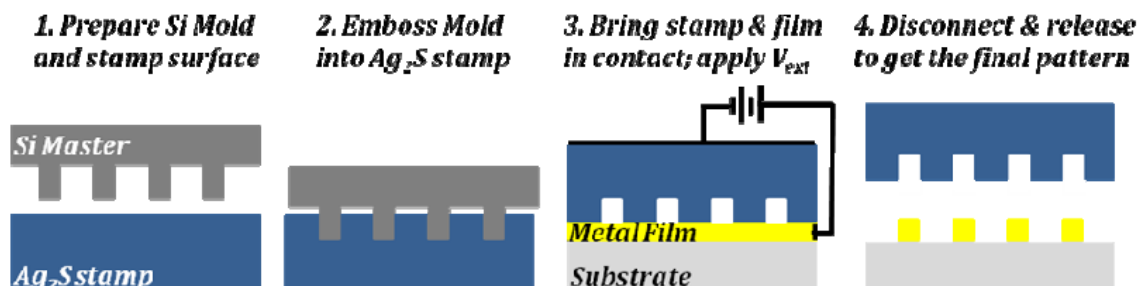 1. Prepare Si Mold
and stamp surface
2. Emboss Mold
into Ag₂S stamp
3. Bring stamp & film
in contact; apply Vext
4. Disconnect & release
to get the final pattern
Si Master
Ag₂S stamp
Metal Film
Substrate